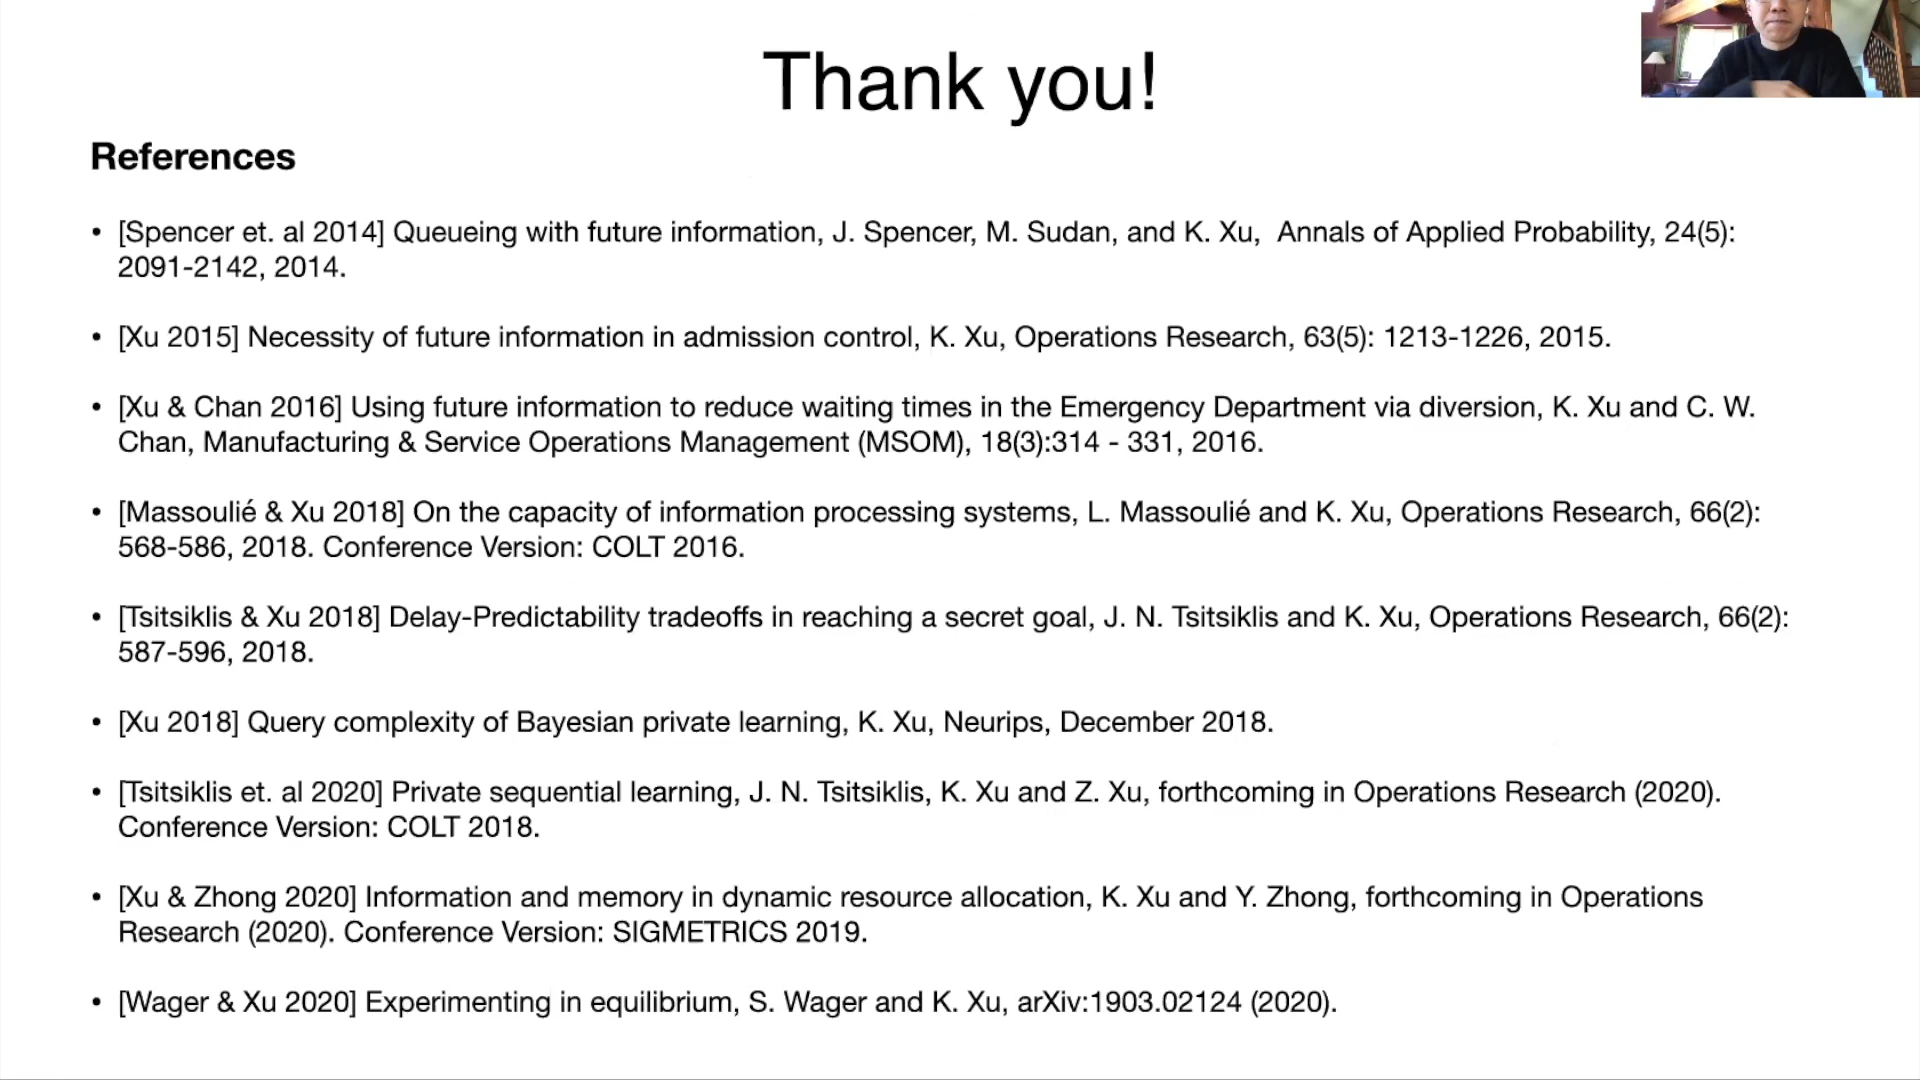 Thank you!
References
• [Spencer et. al 2014] Queueing with future information, J. Spencer, M. Sudan, and K. Xu, Annals of Applied Probability, 24(5):
2091-2142, 2014.
• [Xu 2015] Necessity of future information in admission control, K. Xu, Operations Research, 63(5): 1213-1226, 2015.
• [Xu & Chan 2016] Using future information to reduce waiting times in the Emergency Department via diversion, K. Xu and C. W.
Chan, Manufacturing & Service Operations Management (MSOM), 18(3):314 - 331, 2016.
• [Massoulié & Xu 2018] On the capacity of information processing systems, L. Massoulié and K. Xu, Operations Research, 66(2):
568-586, 2018. Conference Version: COLT 2016.
• [Tsitsiklis & Xu 2018] Delay-Predictability tradeoffs in reaching a secret goal, J. N. Tsitsiklis and K. Xu, Operations Research, 66(2):
587-596, 2018.
• [Xu 2018] Query complexity of Bayesian private learning, K. Xu, Neurips, December 2018.
• [Tsitsiklis et. al 2020] Private sequential learning, J. N. Tsitsiklis, K. Xu and Z. Xu, forthcoming in Operations Research (2020).
Conference Version: COLT 2018.
• [Xu & Zhong 2020] Information and memory in dynamic resource allocation, K. Xu and Y. Zhong, forthcoming in Operations
Research (2020). Conference Version: SIGMETRICS 2019.
• [Wager & Xu 2020] Experimenting in equilibrium, S. Wager and K. Xu, arXiv:1903.02124 (2020).